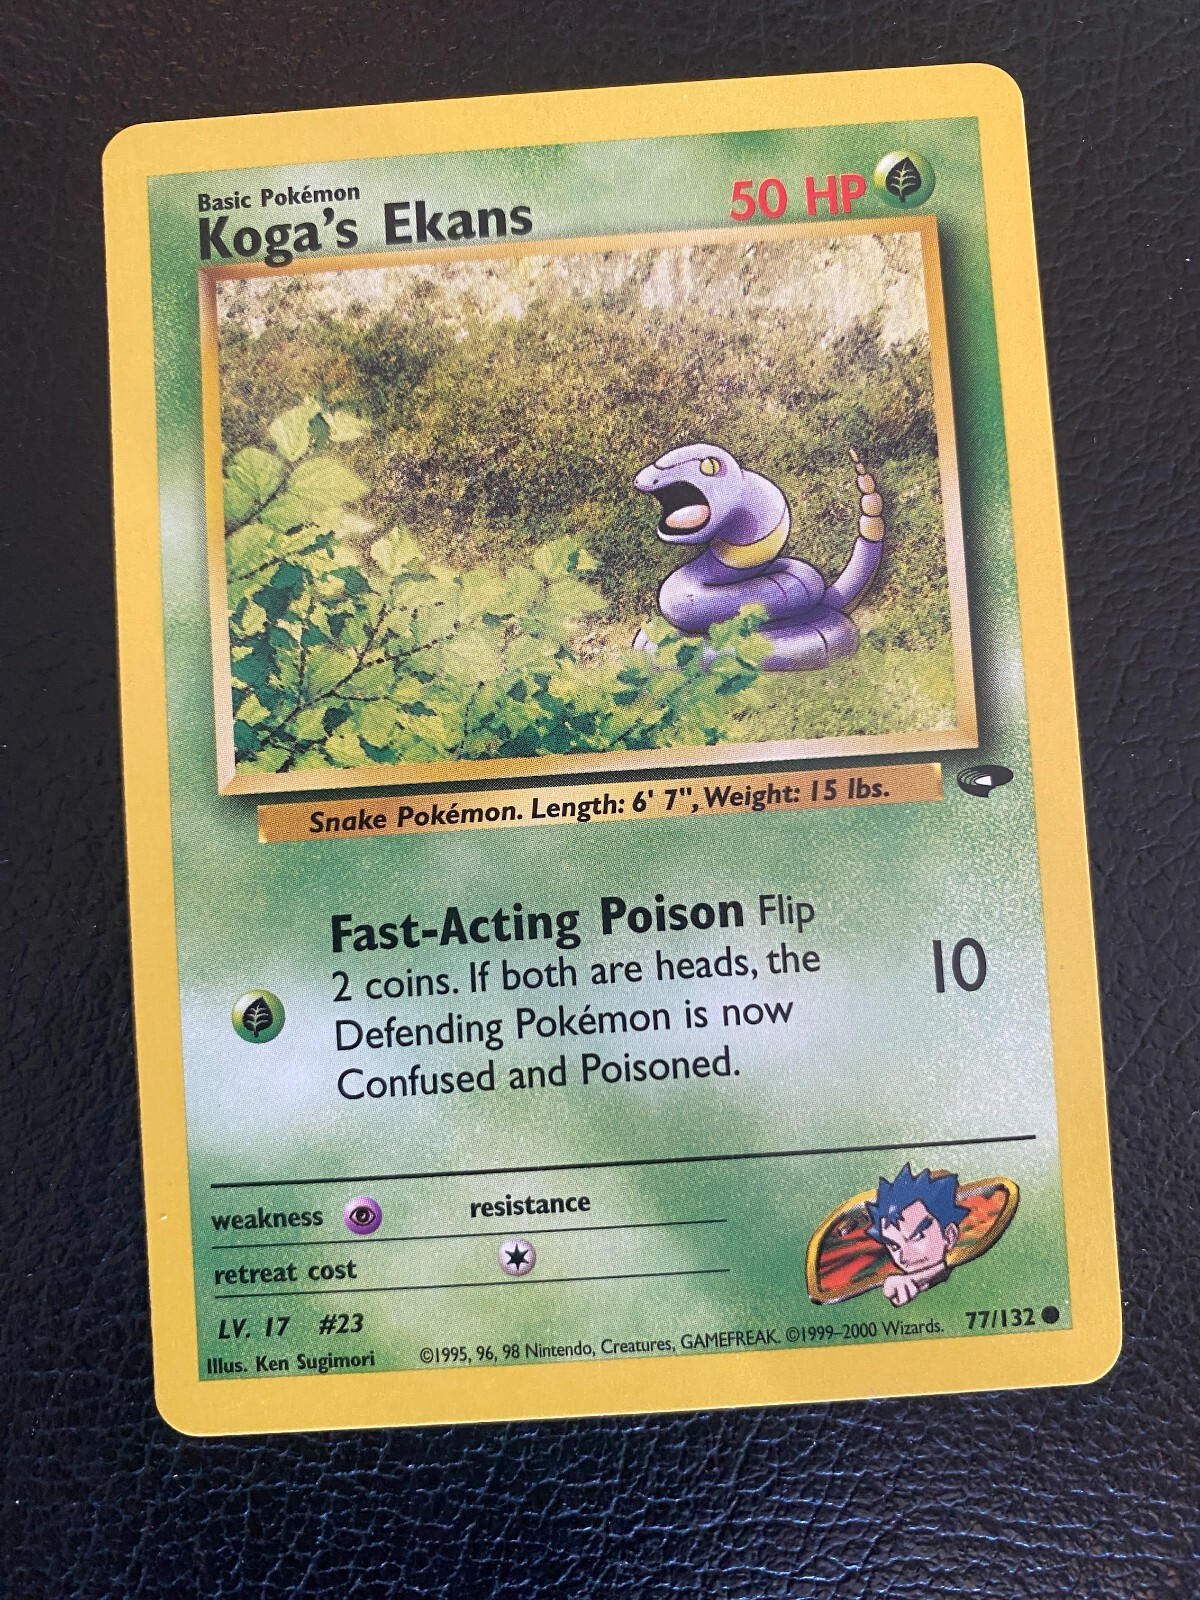 Basic Pokémon
Koga's Ekans
50 HP
Snake Pokémon. Length: 6' 7", Weight: 15 lbs.
Fast-Acting Poison Flip
2 coins. If both are heads, the
Defending Pokémon is now
Confused and Poisoned.
10
weakness
resistance
retreat cost
LV. 17 #23
77/132
Illus. Ken Sugimori
©1995, 96, 98 Nintendo, Creatures, GAMEFREAK. ©1999–2000 Wizards.